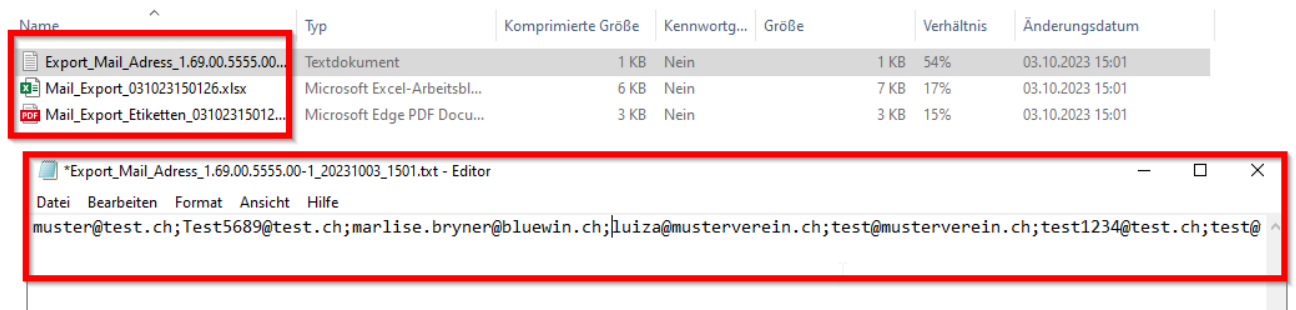 Name Typ Komprimierte Größe Kennwortg... Größe Verhältnis Änderungsdatum
Export_Mail_Adress_1.69.00.5555.00... Textdokument 1 KB Nein 1 KB 54% 03.10.2023 15:01
Mail_Export_031023150126.xlsx Microsoft Excel-Arbeitsbl... 6 KB Nein 7 KB 17% 03.10.2023 15:01
PDF Mail_Export_Etiketten_03102315012... Microsoft Edge PDF Docu... 3 KB Nein 3 KB 15% 03.10.2023 15:01
*Export_Mail_Adress_1.69.00.5555.00-1_20231003_1501.txt - Editor
Datei Bearbeiten Format Ansicht Hilfe
muster@test.ch;Test5689@test.ch;marlise.bryner@bluewin.ch;luiza@musterverein.ch;test@musterverein.ch;test1234@test.ch;test@